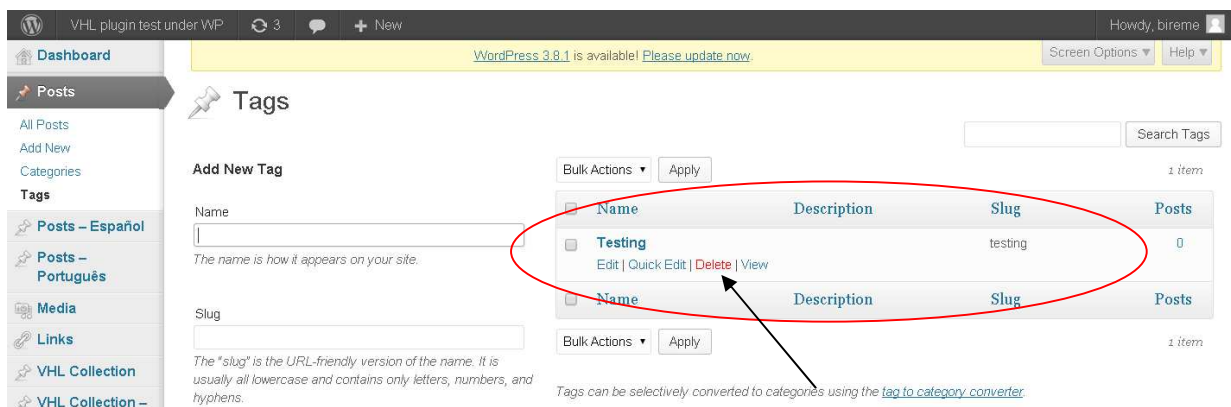 VHL plugin test under WP 3 + New Howdy, bireme
WordPress 3.8.1 is available! Please update now.
Screen Options ▼ Help ▼
Dashboard
Posts
All Posts
Add New
Categories
Tags
Posts – Español
Posts –
Português
Media
Links
VHL Collection
VHL Collection –
Tags
Search Tags
Add New Tag
Name
The name is how it appears on your site.
Slug
The "slug" is the URL-friendly version of the name. It is
usually all lowercase and contains only letters, numbers, and
hyphens.
Bulk Actions ▼ Apply 1 item
Name Description Slug Posts
Testing testing 0
Edit | Quick Edit | Delete | View
Name Description Slug Posts
Bulk Actions ▼ Apply 1 item
Tags can be selectively converted to categories using the tag to category converter.